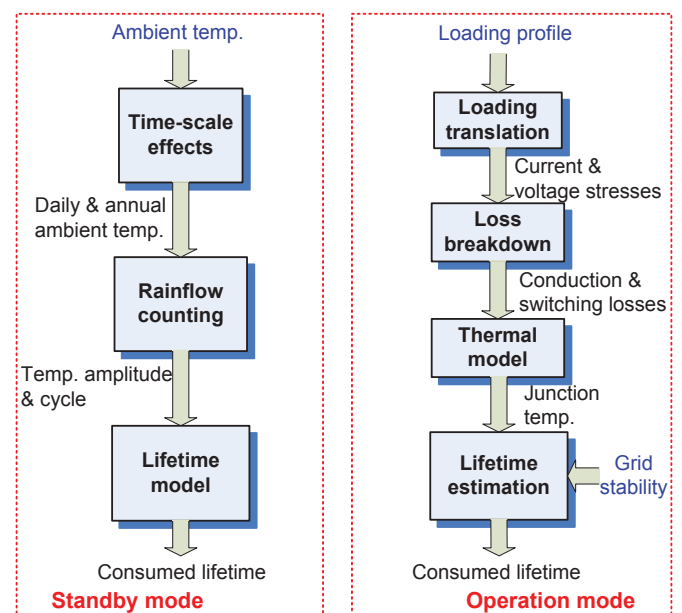 Ambient temp.
Time-scale
effects
Daily & annual
ambient temp.
Rainflow
counting
Temp. amplitude
& cycle
Lifetime
model
Consumed lifetime
Standby mode
Loading profile
Loading
translation
Current &
voltage stresses
Loss
breakdown
Conduction &
switching losses
Thermal
model
Junction
temp.
Lifetime
estimation
Grid
stability
Consumed lifetime
Operation mode